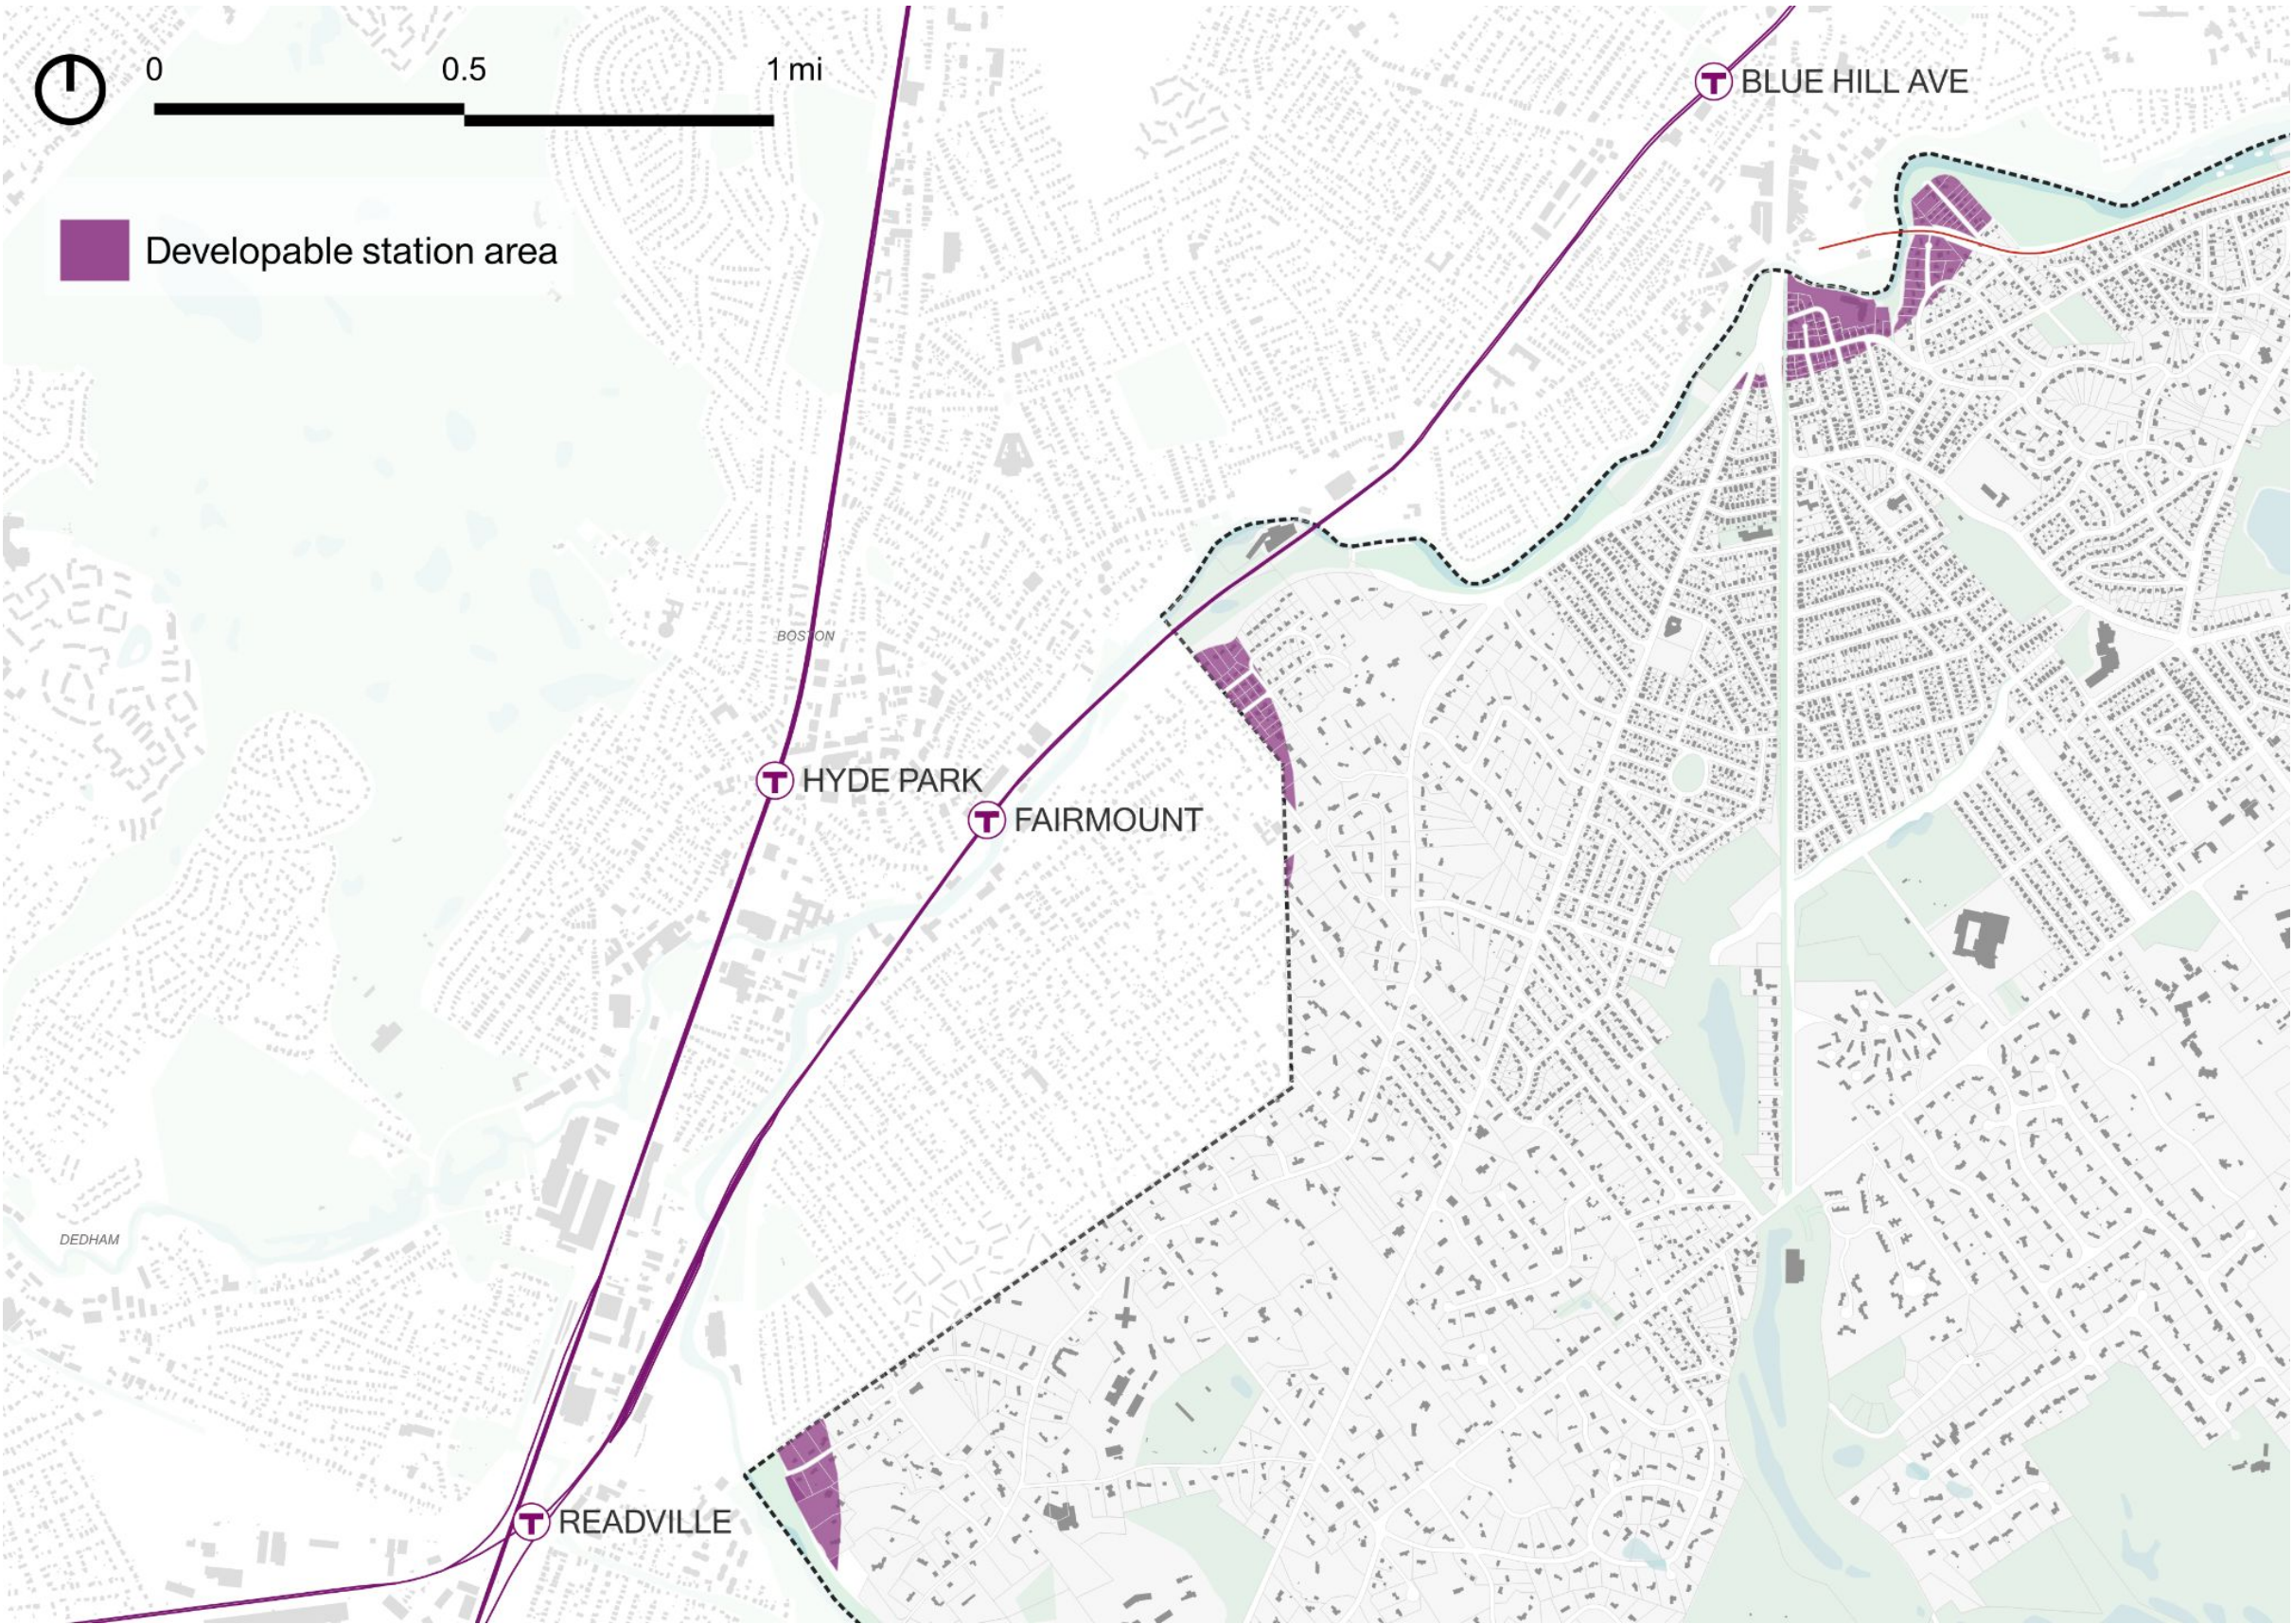 0 0.5 1 mi
Developable station area
T BLUE HILL AVE
BOSTON
T HYDE PARK
T FAIRMOUNT
DEDHAM
T READVILLE